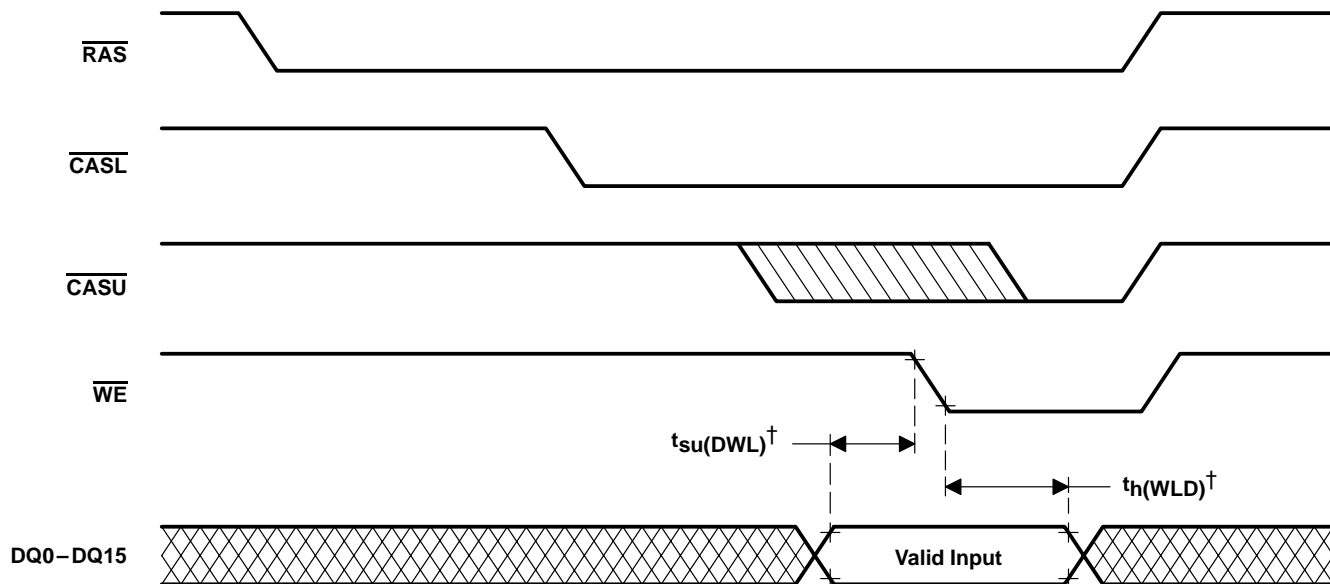 RAS
CASL
CASU
WE
tsu(DWL)†
th(WLD)†
DQ0–DQ15
Valid Input